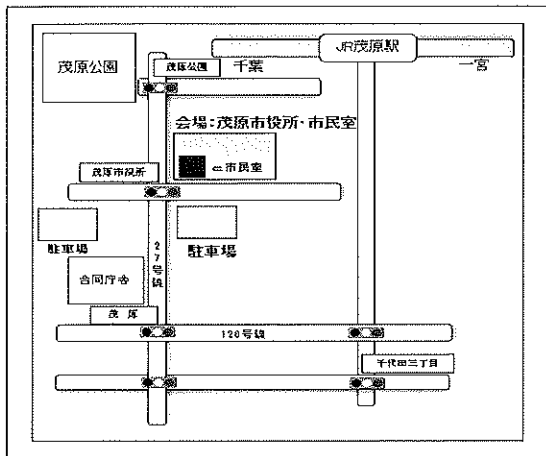 JR茂原駅
茂原公園
茂原公園
千葉
一宮
会場:茂原市役所・市民室
市民室
茂原市役所
駐車場
駐車場
27号線
合同庁舎
茂原
128号線
千代田三丁目